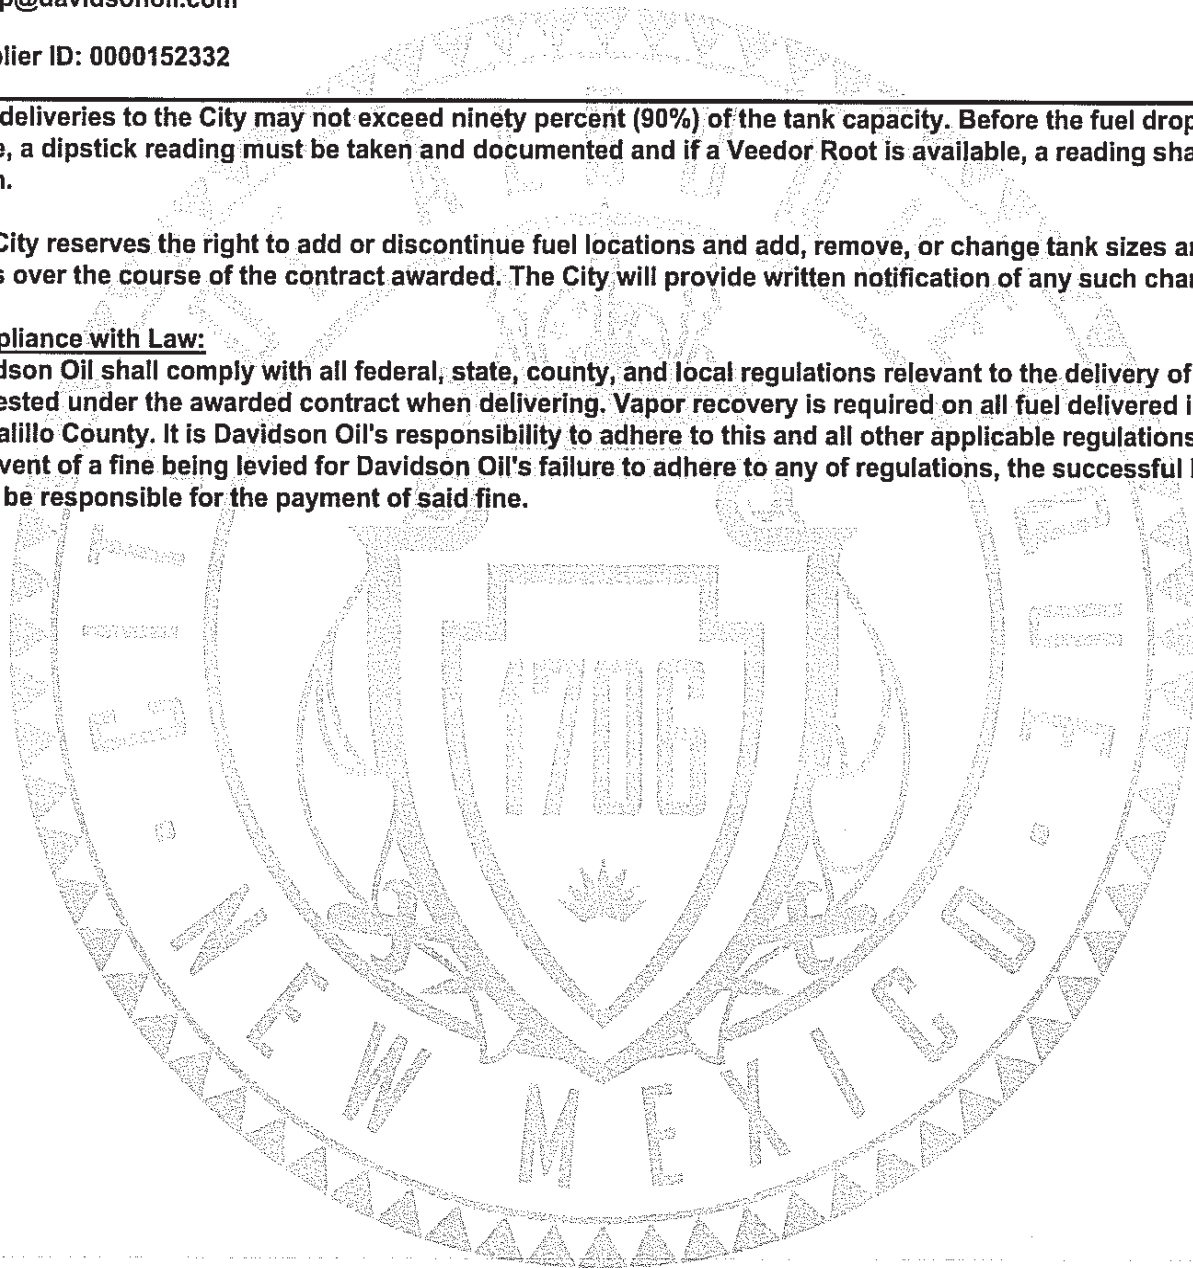 p@davidsonoil.com
lier ID: 0000152332
deliveries to the City may not exceed ninety percent (90%) of the tank capacity. Before the fuel drop
e, a dipstick reading must be taken and documented and if a Veedor Root is available, a reading sha
n.
City reserves the right to add or discontinue fuel locations and add, remove, or change tank sizes a
s over the course of the contract awarded. The City will provide written notification of any such cha
pliance with Law:
dson Oil shall comply with all federal, state, county, and local regulations relevant to the delivery of
ested under the awarded contract when delivering. Vapor recovery is required on all fuel delivered i
alillo County. It is Davidson Oil's responsibility to adhere to this and all other applicable regulations
vent of a fine being levied for Davidson Oil's failure to adhere to any of regulations, the successful
be responsible for the payment of said fine.
CIT
1706
NEW MEXICO